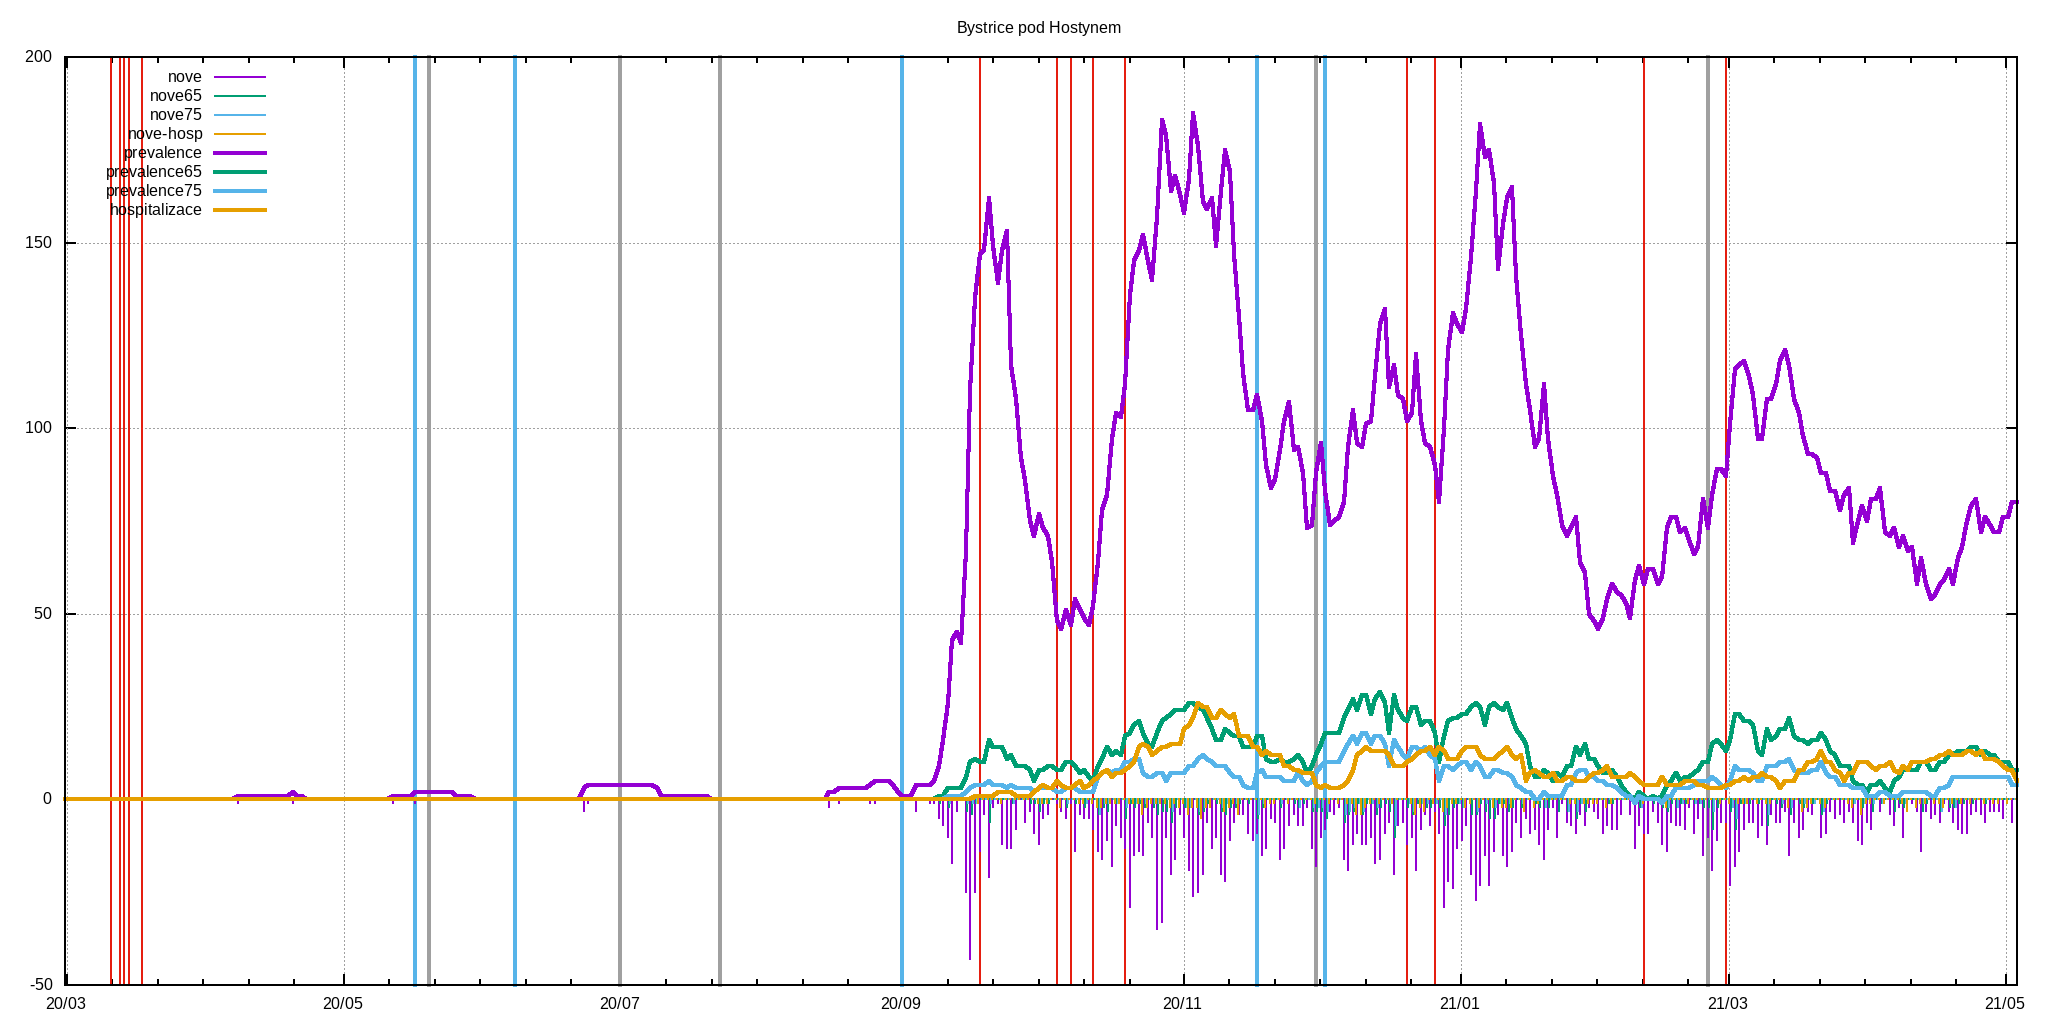 Bystrice pod Hostynem
200
150
100
50
0
-50
nove
nove65
nove75
nove-hosp
prevalence
prevalence65
prevalence75
hospitalizace
20/03 20/05 20/07 20/09 20/11 21/01 21/03 21/05